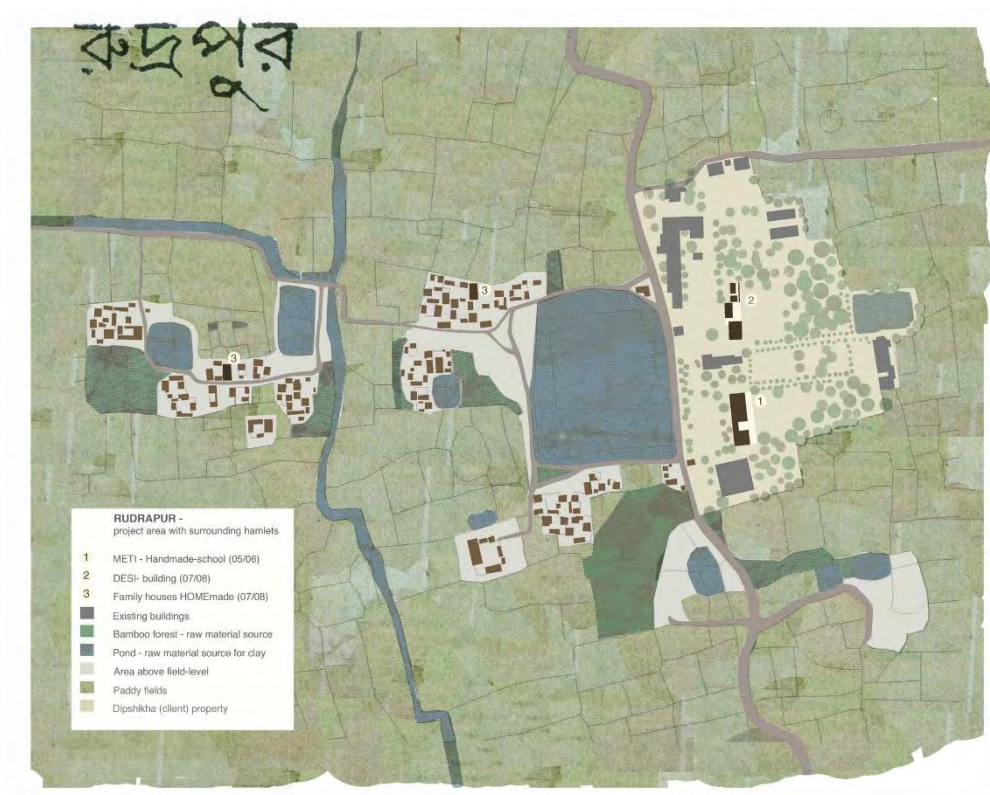 রুদ্রপুর
N
3
2
3
1
RUDRAPUR -
project area with surrounding hamlets
1 METI - Handmade-school (05/06)
2 DESI- building (07/08)
3 Family houses HOMEmade (07/08)
Existing buildings
Bamboo forest - raw material source
Pond - raw material source for clay
Area above field-level
Paddy fields
Dipshikha (client) property